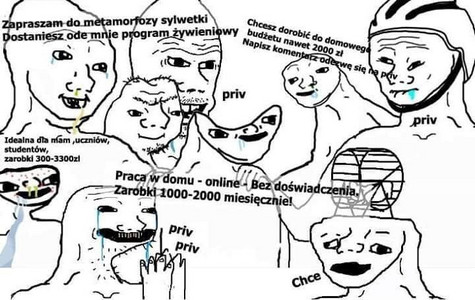 Zapraszam do metamorfozy sylwetki
Dostaniesz ode mnie program żywieniowy
Chcesz dorobić do domowego
budżetu nawet 2000 zł
Napisz komentarz odezwę się na priv
priv
priv
Idealna dla mam ,uczniów,
studentów,
zarobki 300-3300zl
Praca w domu - online - Bez doświadczenia.
Zarobki 1000-2000 miesięcznie!
priv
priv
Chce